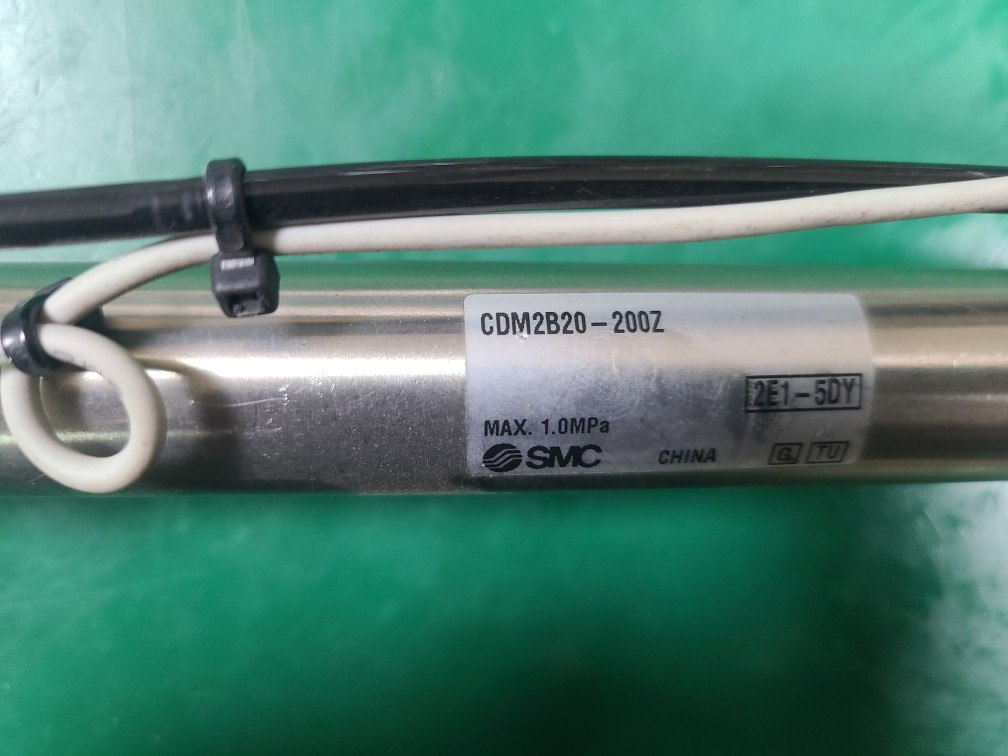 CDM2B20-200Z
2E1-5DY
MAX. 1.0MPa
SMC CHINA G TU